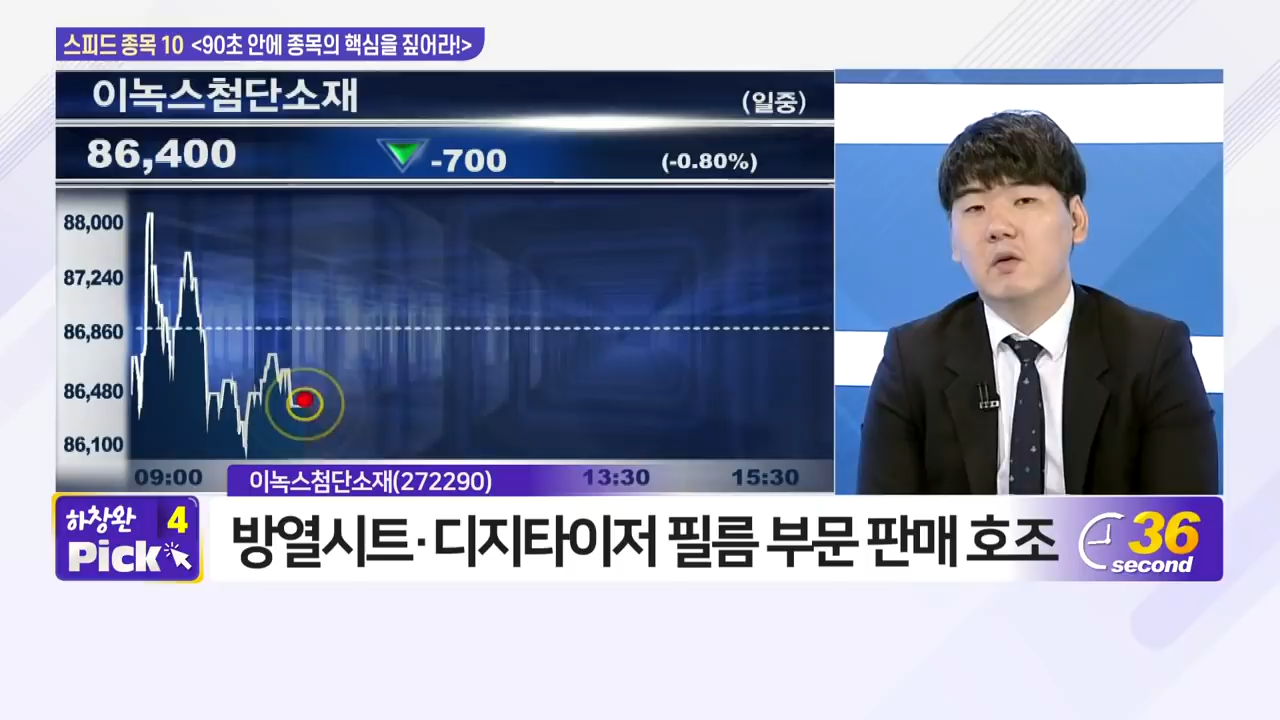 스피드 종목 10 <90초 안에 종목의 핵심을 짚어라!>
이녹스첨단소재 (일중)
86,400 -700 (-0.80%)
88,000
87,240
86,860
86,480
86,100
09:00 13:30 15:30
이녹스첨단소재(272290)
하창완 4
Pick
방열시트·디지타이저 필름 부문 판매 호조
36
second